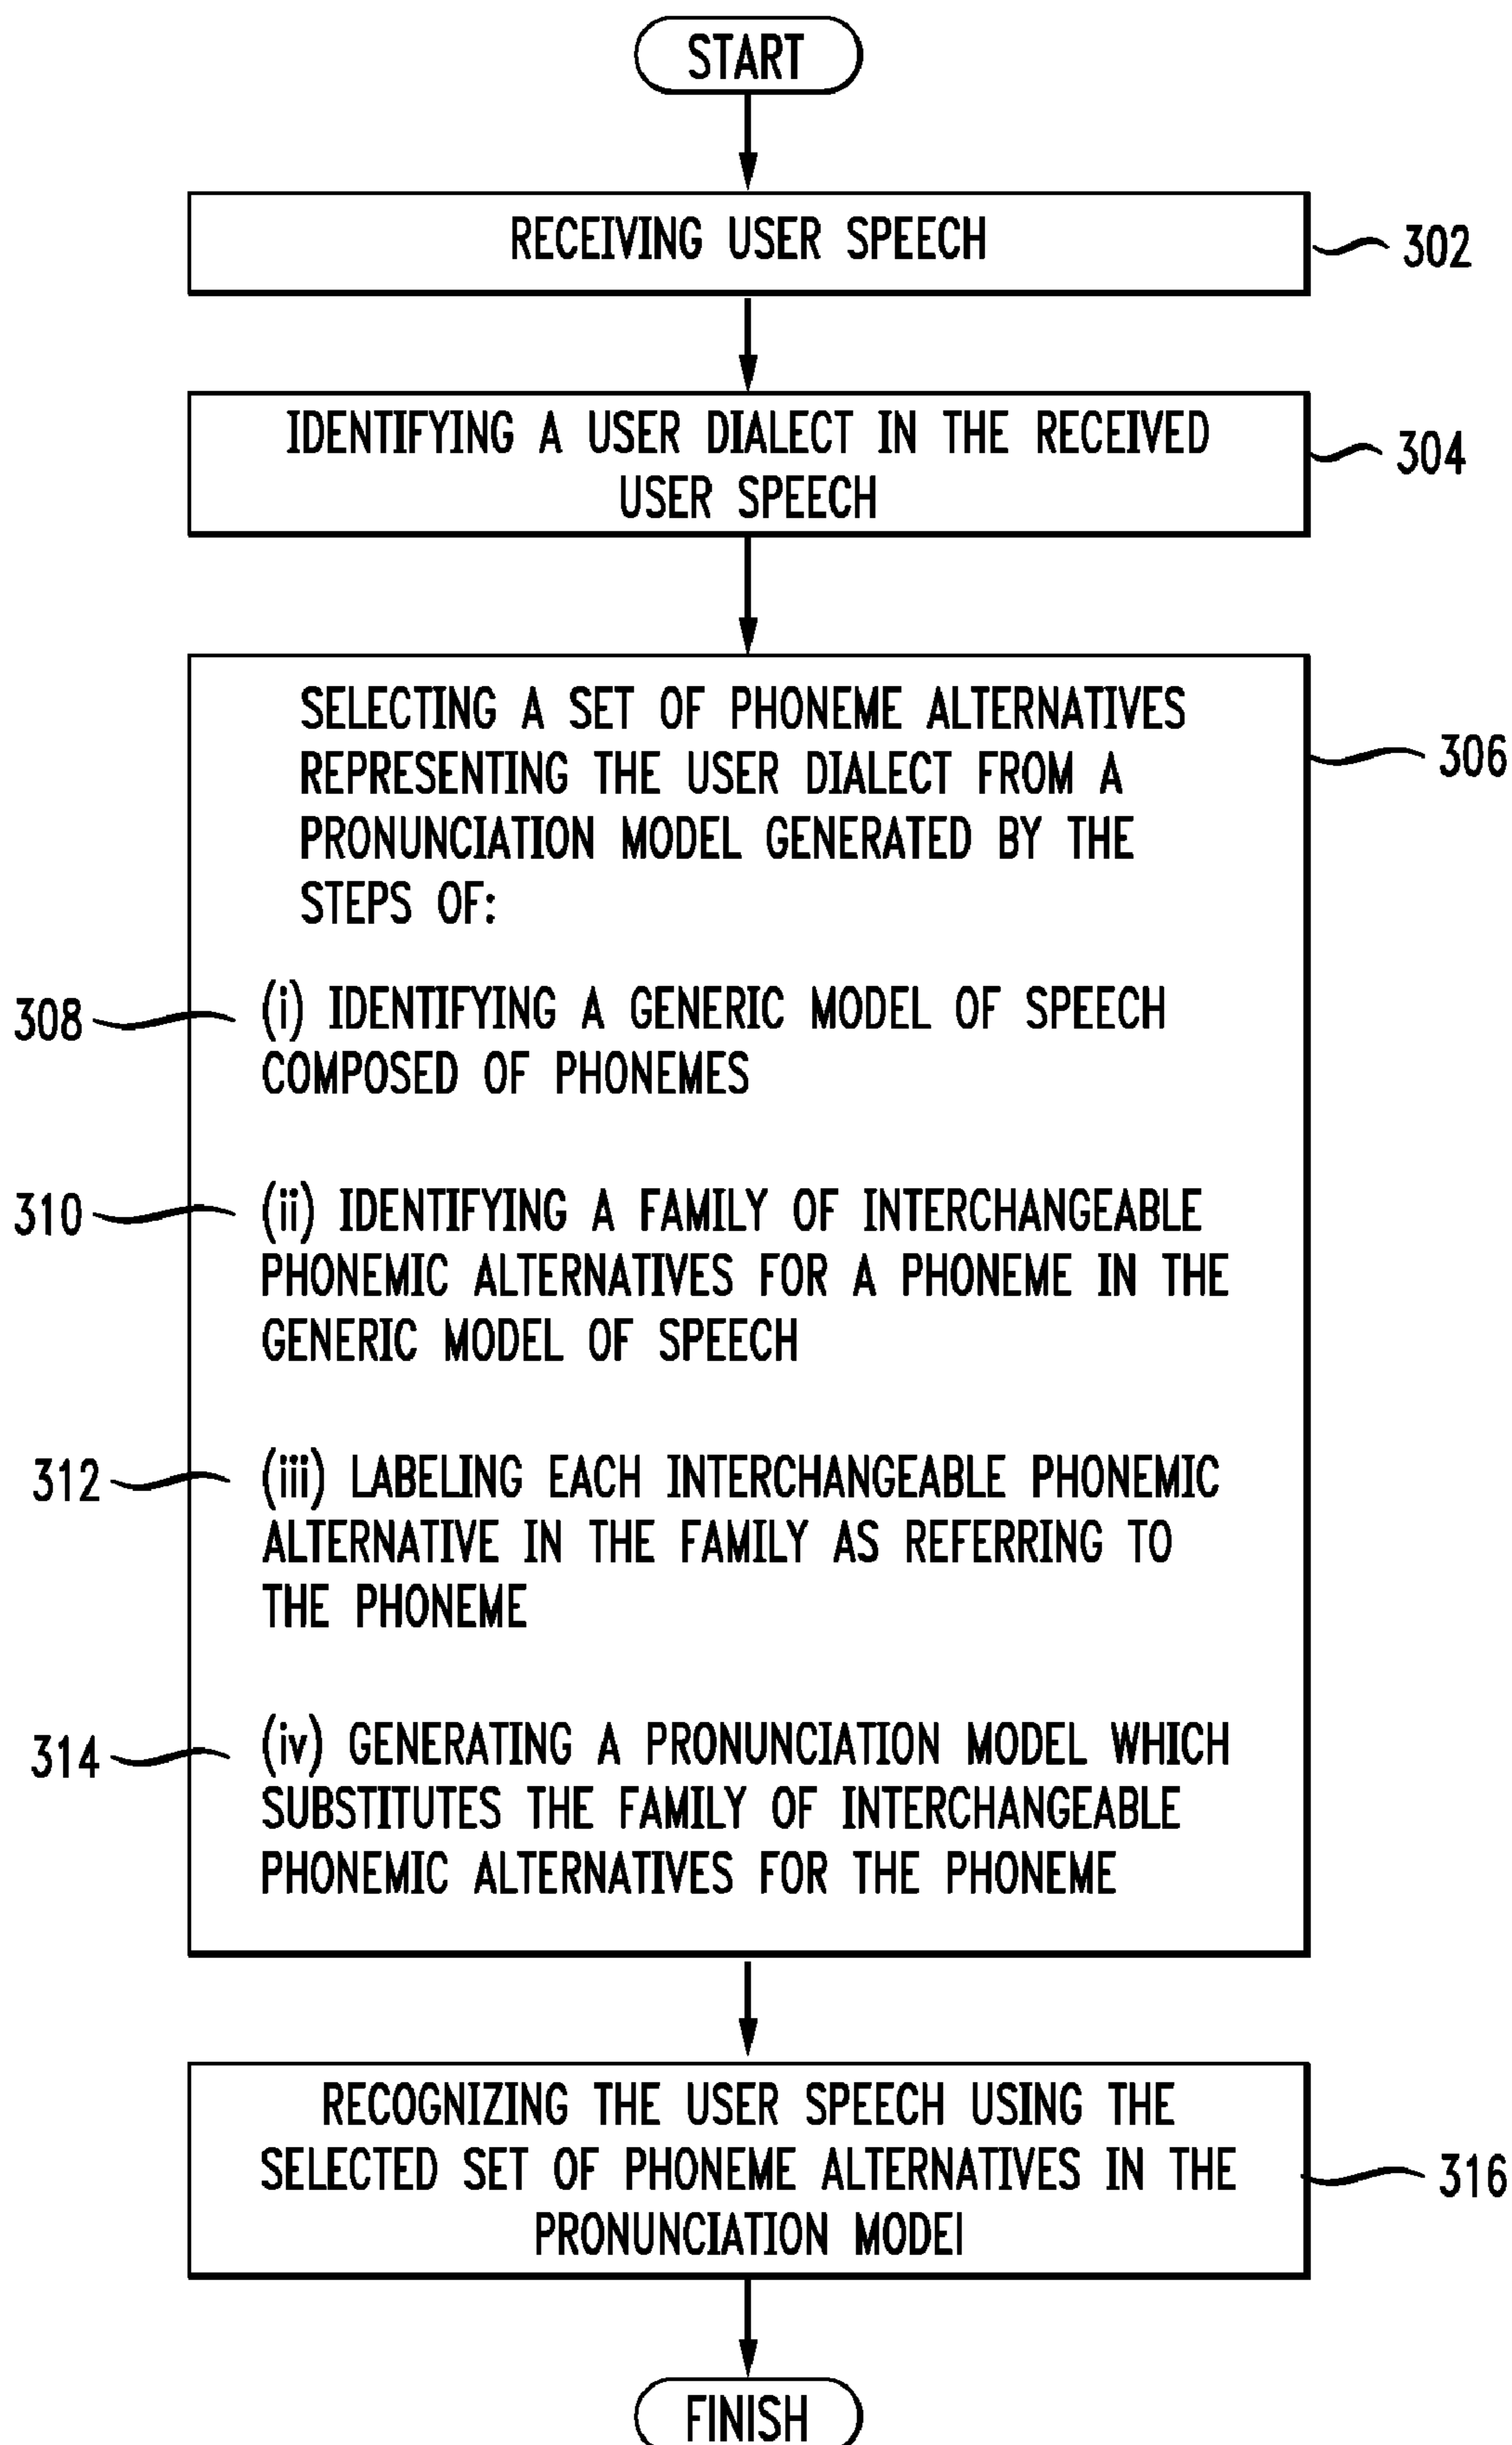 START
RECEIVING USER SPEECH
302
IDENTIFYING A USER DIALECT IN THE RECEIVED
USER SPEECH
304
SELECTING A SET OF PHONEME ALTERNATIVES
REPRESENTING THE USER DIALECT FROM A
PRONUNCIATION MODEL GENERATED BY THE
STEPS OF:
306
308
(i) IDENTIFYING A GENERIC MODEL OF SPEECH
COMPOSED OF PHONEMES
310
(ii) IDENTIFYING A FAMILY OF INTERCHANGEABLE
PHONEMIC ALTERNATIVES FOR A PHONEME IN THE
GENERIC MODEL OF SPEECH
312
(iii) LABELING EACH INTERCHANGEABLE PHONEMIC
ALTERNATIVE IN THE FAMILY AS REFERRING TO
THE PHONEME
314
(iv) GENERATING A PRONUNCIATION MODEL WHICH
SUBSTITUTES THE FAMILY OF INTERCHANGEABLE
PHONEMIC ALTERNATIVES FOR THE PHONEME
RECOGNIZING THE USER SPEECH USING THE
SELECTED SET OF PHONEME ALTERNATIVES IN THE
PRONUNCIATION MODEl
316
FINISH